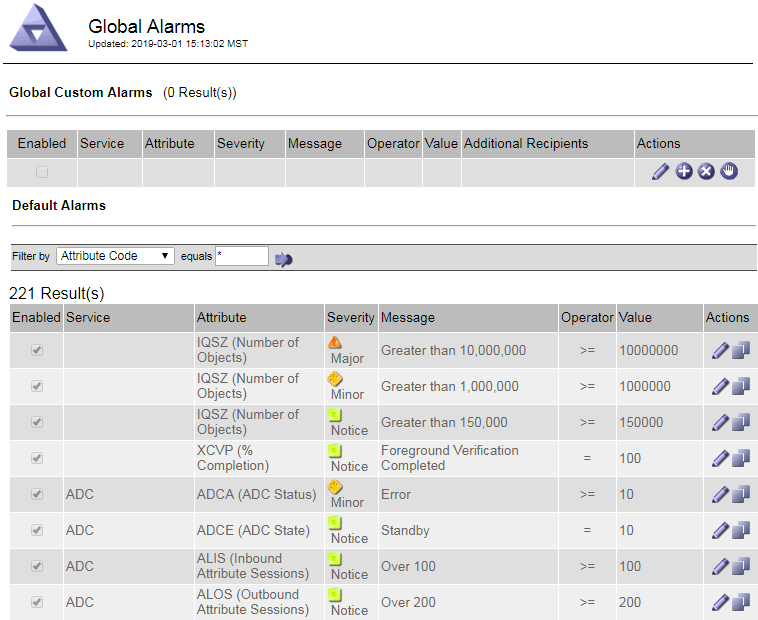 Global Alarms
Updated: 2019-03-01 15:13:02 MST
Global Custom Alarms (0 Result(s))
Enabled Service Attribute Severity Message Operator Value Additional Recipients Actions
Default Alarms
Filter by Attribute Code equals *
221 Result(s)
Enabled Service Attribute Severity Message Operator Value Actions
IQSZ (Number of Objects) Major Greater than 10,000,000 >= 10000000
IQSZ (Number of Objects) Minor Greater than 1,000,000 >= 1000000
IQSZ (Number of Objects) Notice Greater than 150,000 >= 150000
XCVP (% Completion) Notice Foreground Verification Completed = 100
ADC ADCA (ADC Status) Minor Error >= 10
ADC ADCE (ADC State) Notice Standby = 10
ADC ALIS (Inbound Attribute Sessions) Notice Over 100 >= 100
ADC ALOS (Outbound Attribute Sessions) Notice Over 200 >= 200